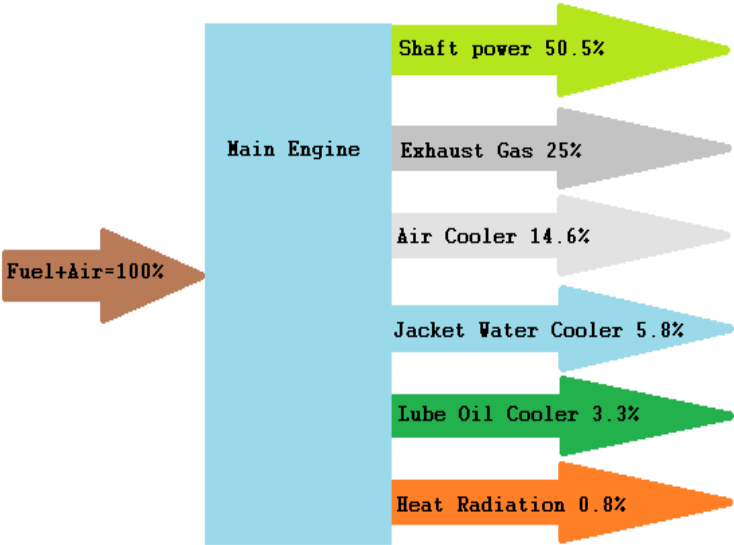 Shaft power 50.5%
Main Engine
Exhaust Gas 25%
Air Cooler 14.6%
Fuel+Air=100%
Jacket Water Cooler 5.8%
Lube Oil Cooler 3.3%
Heat Radiation 0.8%